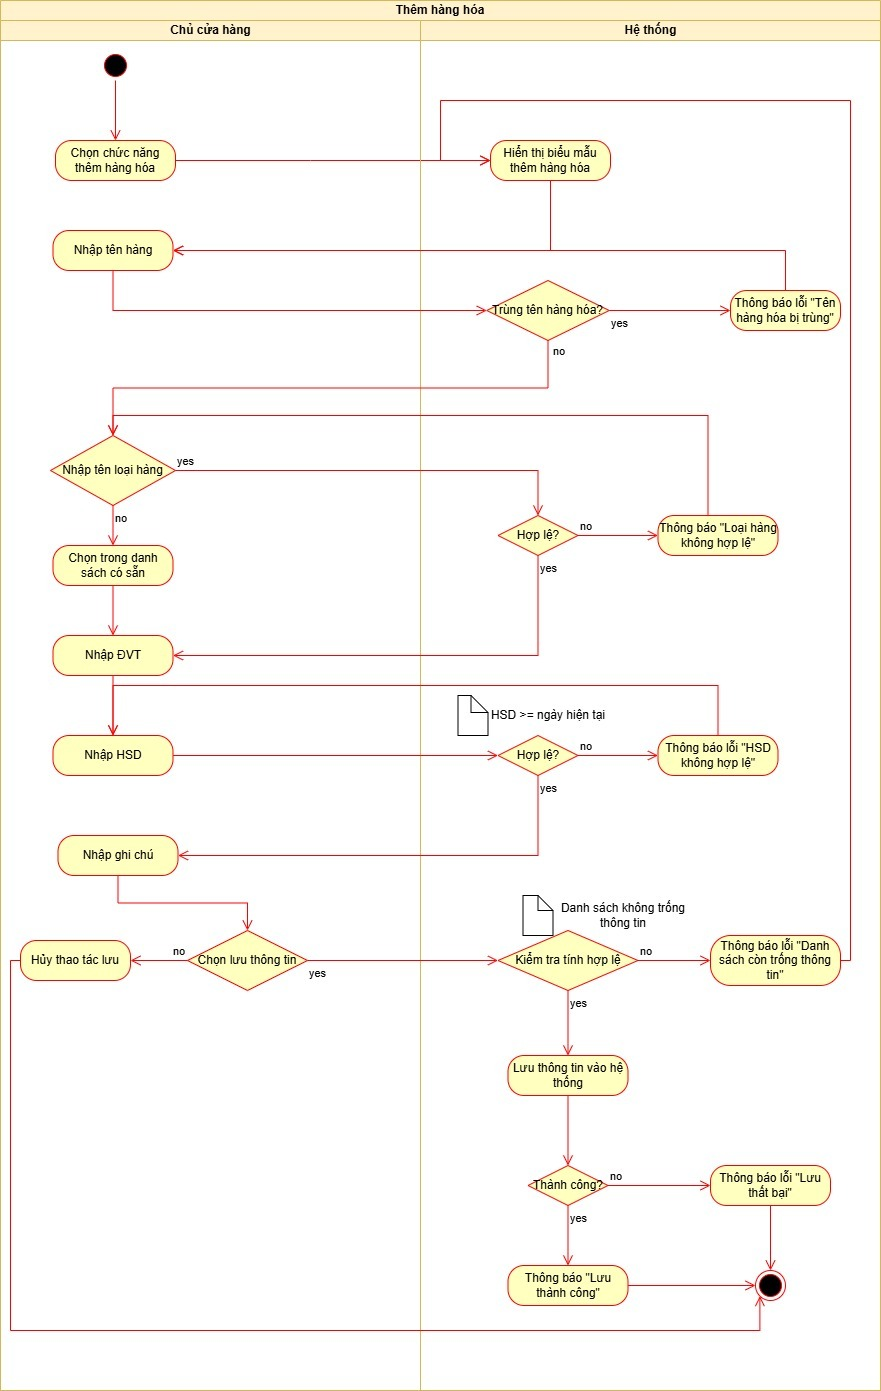 Thêm hàng hóa
Chủ cửa hàng
Hệ thống
Chọn chức năng
thêm hàng hóa
Hiển thị biểu mẫu
thêm hàng hóa
Nhập tên hàng
Trùng tên hàng hóa?
yes
Thông báo lỗi "Tên
hàng hóa bị trùng"
no
Nhập tên loại hàng
yes
no
Hợp lệ?
no
Thông báo "Loại hàng
không hợp lệ"
yes
Chọn trong danh
sách có sẵn
Nhập ĐVT
HSD >= ngày hiện tại
Nhập HSD
Hợp lệ?
no
Thông báo lỗi "HSD
không hợp lệ"
yes
Nhập ghi chú
Danh sách không trống
thông tin
Hủy thao tác lưu
no
Chọn lưu thông tin
yes
Kiểm tra tính hợp lệ
no
Thông báo lỗi "Danh
sách còn trống thông
tin"
yes
Lưu thông tin vào hệ
thống
Thành công?
no
Thông báo lỗi "Lưu
thất bại"
yes
Thông báo "Lưu
thành công"